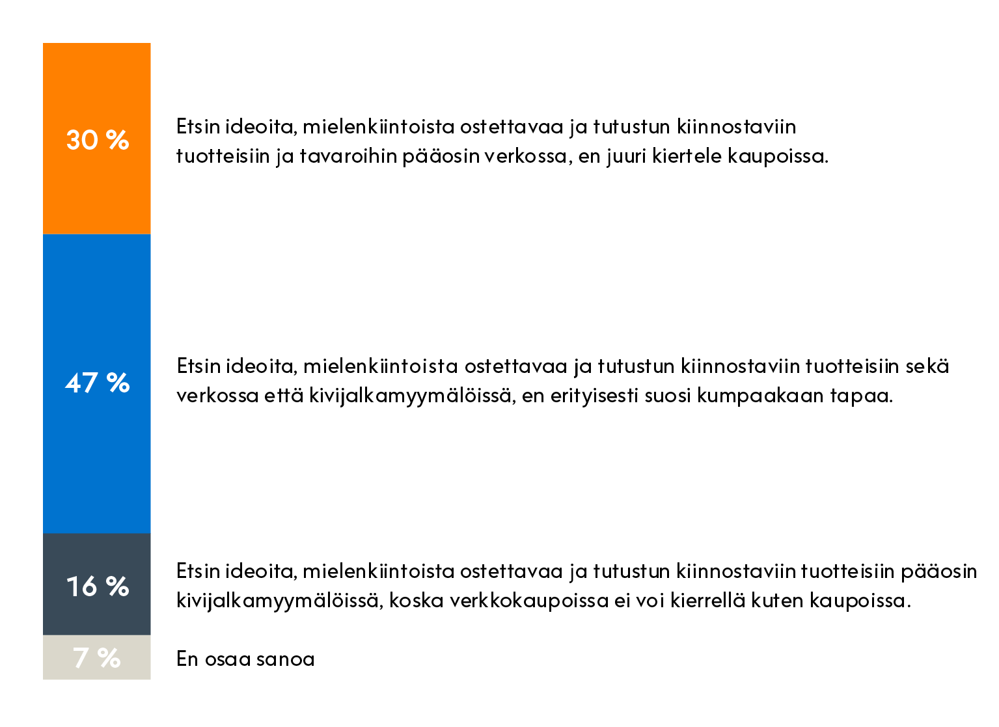 30 %
Etsin ideoita, mielenkiintoista ostettavaa ja tutustun kiinnostaviin
tuotteisiin ja tavaroihin pääosin verkossa, en juuri kiertele kaupoissa.
47 %
Etsin ideoita, mielenkiintoista ostettavaa ja tutustun kiinnostaviin tuotteisiin sekä
verkossa että kivijalkamyymälöissä, en erityisesti suosi kumpaakaan tapaa.
16 %
Etsin ideoita, mielenkiintoista ostettavaa ja tutustun kiinnostaviin tuotteisiin pääosin
kivijalkamyymälöissä, koska verkkokaupoissa ei voi kierrellä kuten kaupoissa.
7 %
En osaa sanoa